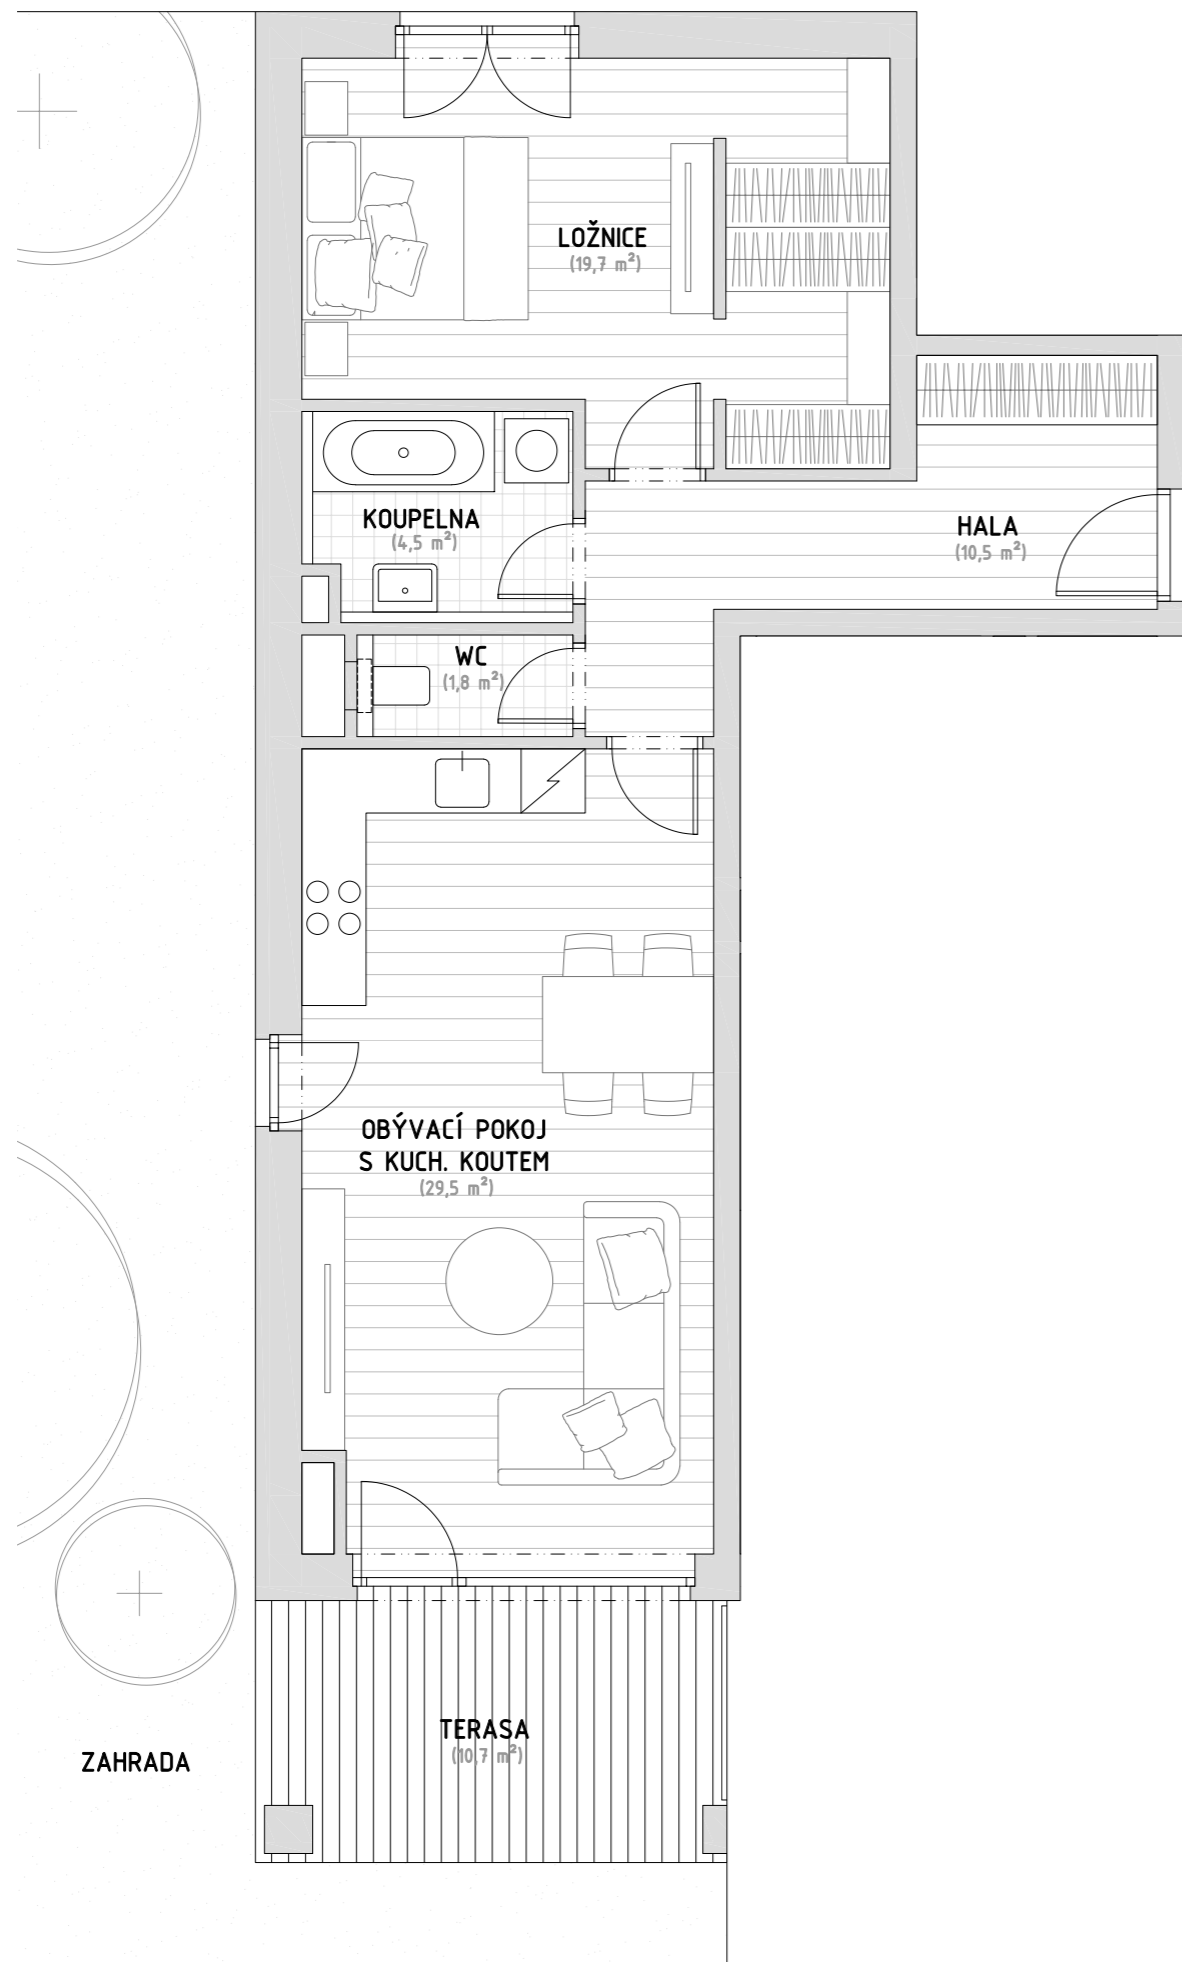 LOŽNICE
(19,7 m²)
KOUPELNA
(4,5 m²)
HALA
(10,5 m²)
WC
(1,8 m²)
OBÝVACÍ POKOJ
S KUCH. KOUTEM
(29,5 m²)
TERASA
(10,7 m²)
ZAHRADA